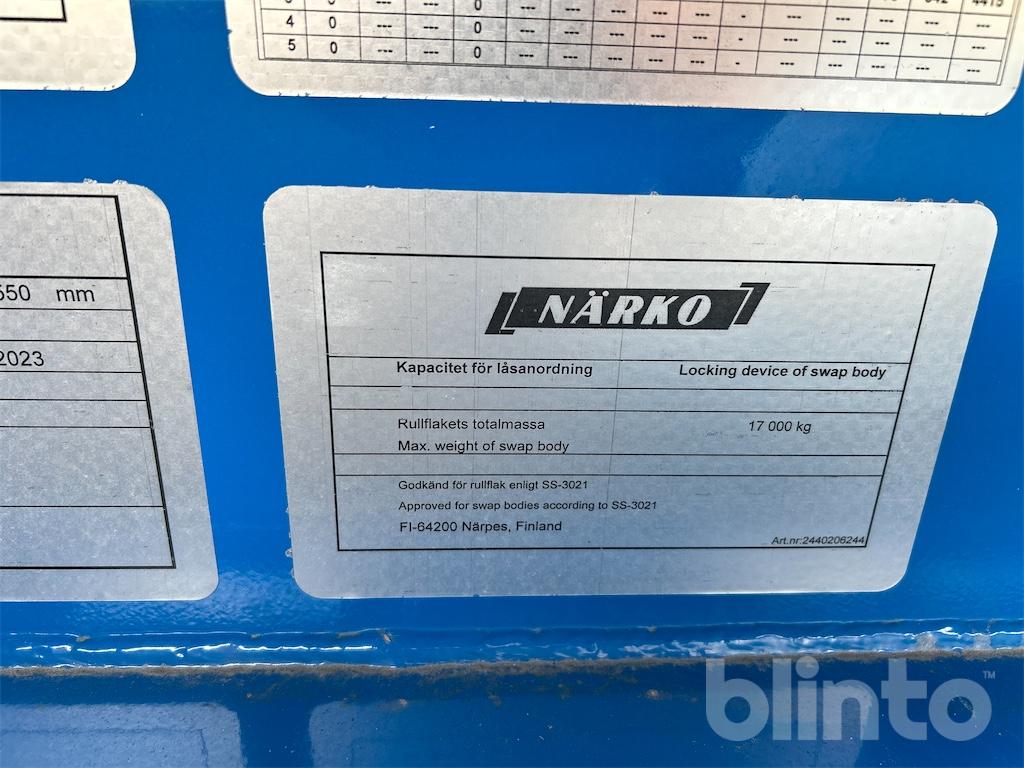 4 0 --- --- 0 --- --- --- --- --- - --- --- --- --- ---
5 0 --- --- 0 --- --- --- --- --- - --- --- --- --- ---
550 mm
2023
NÄRKO
Kapacitet för låsanordning Locking device of swap body
Rullflakets totalmassa 17 000 kg
Max. weight of swap body
Godkänd för rullflak enligt SS-3021
Approved for swap bodies according to SS-3021
FI-64200 Närpes, Finland
Art.nr:2440206244
blinto™